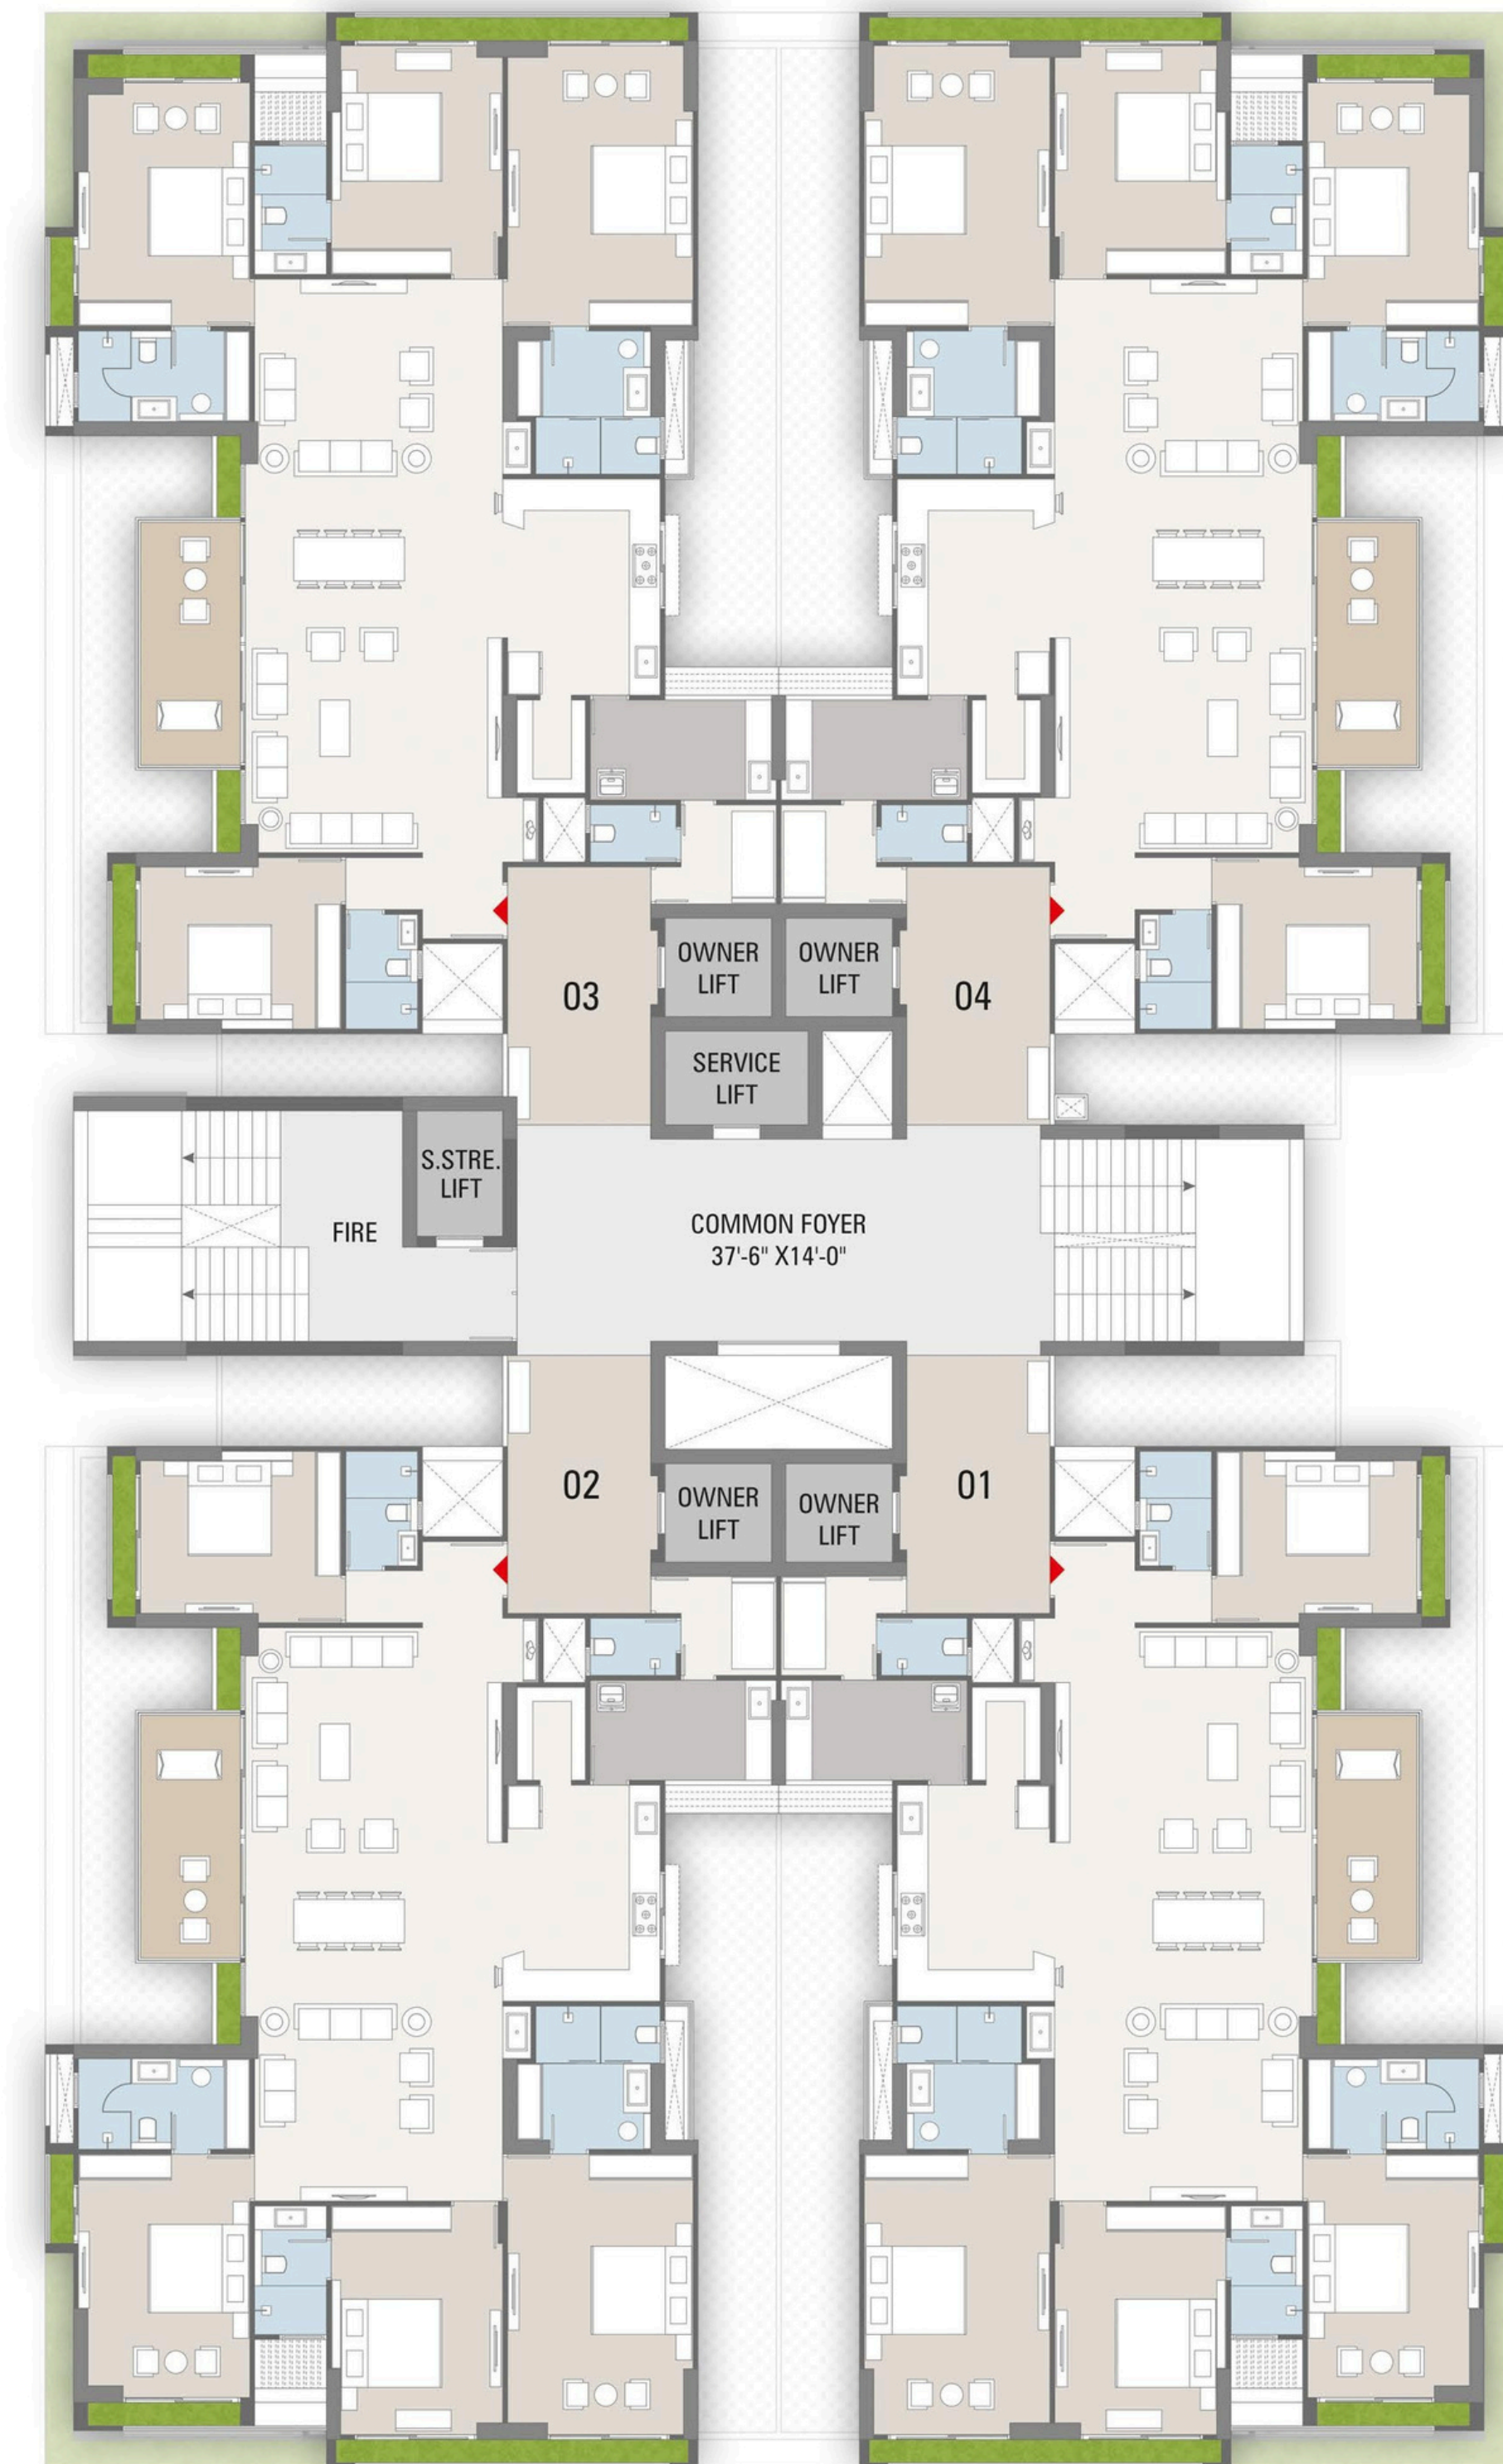 OWNER
LIFT
OWNER
LIFT
03
04
SERVICE
LIFT
S.STRE.
LIFT
FIRE
COMMON FOYER
37'-6" X14'-0"
02
OWNER
LIFT
OWNER
LIFT
01